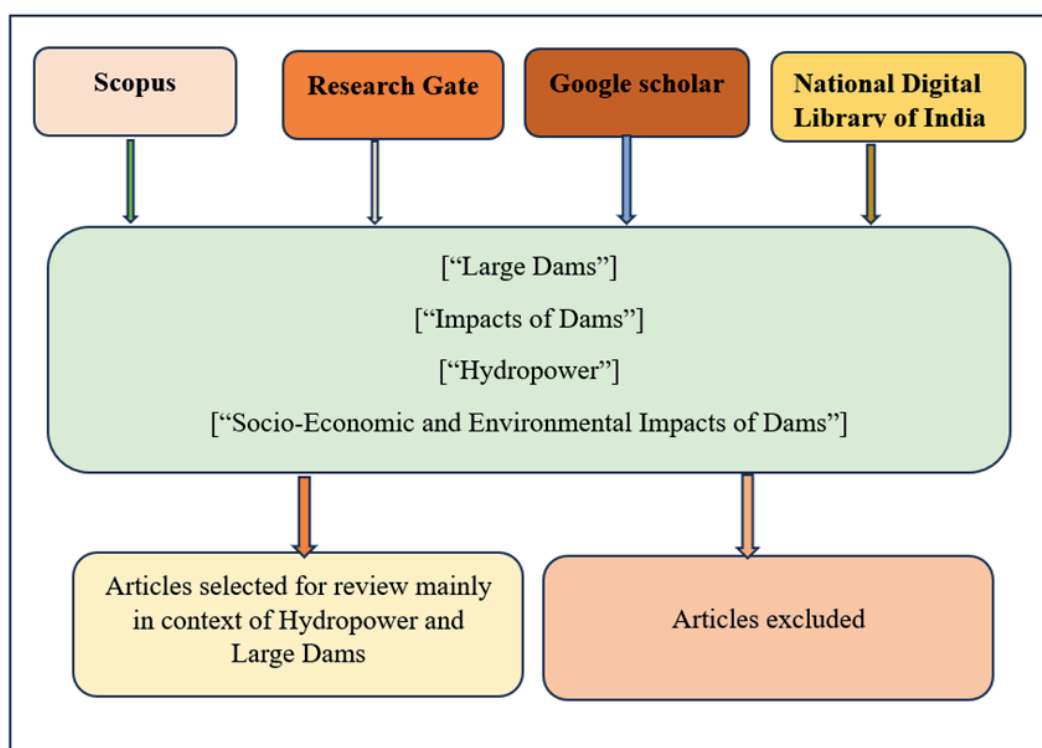 Scopus
Research Gate
Google scholar
National Digital
Library of India
[“Large Dams”]
[“Impacts of Dams”]
[“Hydropower”]
[“Socio-Economic and Environmental Impacts of Dams”]
Articles selected for review mainly
in context of Hydropower and
Large Dams
Articles excluded